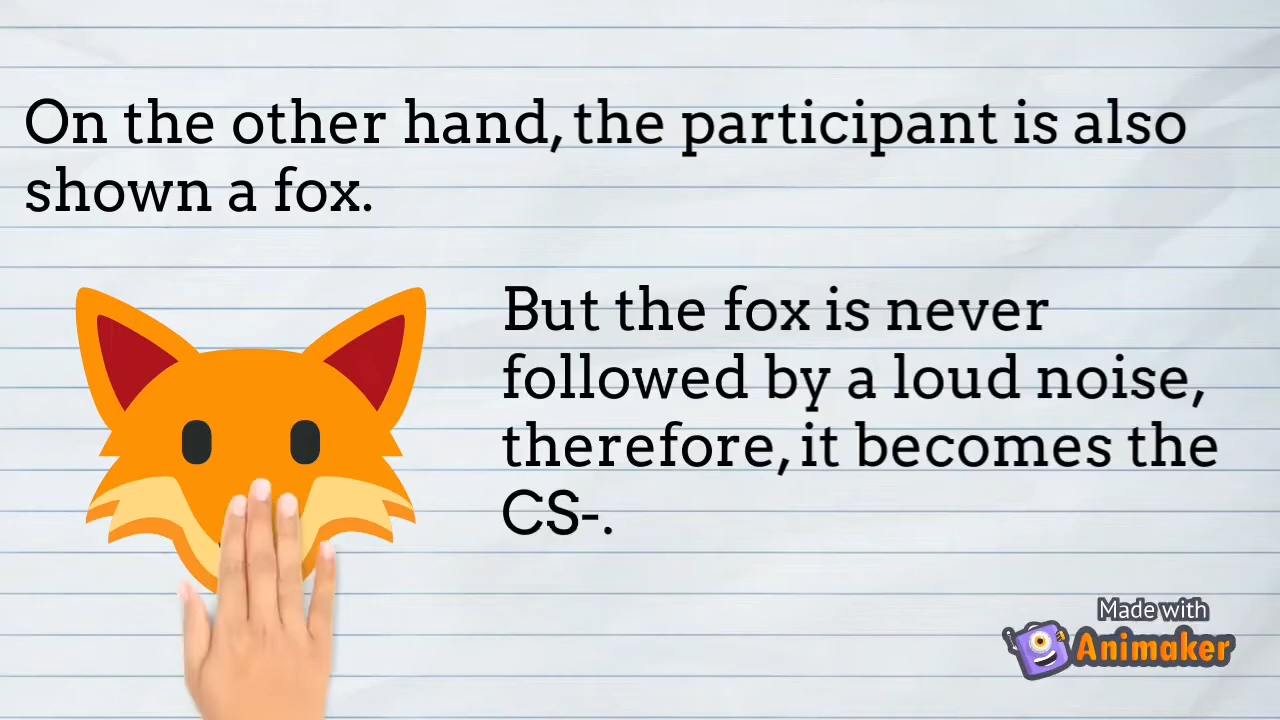 On the other hand, the participant is also
shown a fox.
But the fox is never
followed by a loud noise,
therefore, it becomes the
CS-.
Made with
Animaker